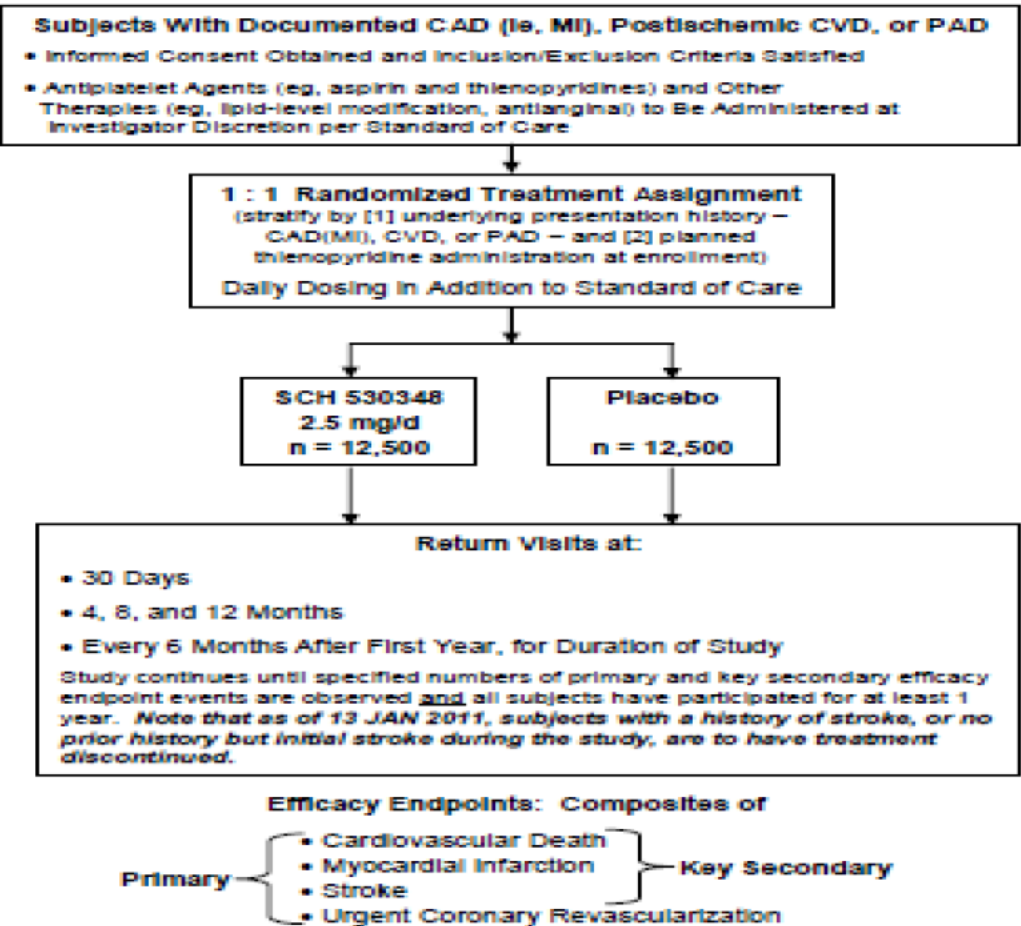 Subjects With Documented CAD (ie, MI), Postischemic CVD, or PAD
• Informed Consent Obtained and Inclusion/Exclusion Criteria Satisfied
• Antiplatelet Agents (eg, aspirin and thienopyridines) and Other
Therapies (eg, lipid-level modification, antianginal) to Be Administered at
Investigator Discretion per Standard of Care
1 : 1 Randomized Treatment Assignment
(stratify by [1] underlying presentation history –
CAD(MI), CVD, or PAD – and [2] planned
thienopyridine administration at enrollment)
Daily Dosing in Addition to Standard of Care
SCH 530348
2.5 mg/d
n = 12,500
Placebo
n = 12,500
Return Visits at:
• 30 Days
• 4, 8, and 12 Months
• Every 6 Months After First Year, for Duration of Study
Study continues until specified numbers of primary and key secondary efficacy
endpoint events are observed and all subjects have participated for at least 1
year. Note that as of 13 JAN 2011, subjects with a history of stroke, or no
prior history but initial stroke during the study, are to have treatment
discontinued.
Efficacy Endpoints: Composites of
Primary
• Cardiovascular Death
• Myocardial Infarction
• Stroke
• Urgent Coronary Revascularization
Key Secondary